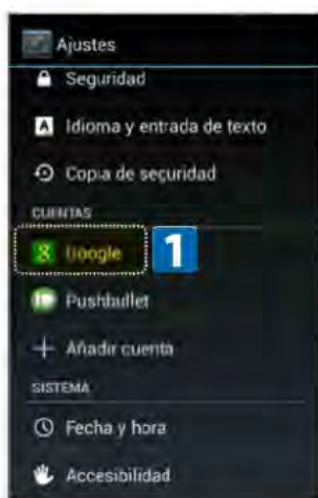 Ajustes
Seguridad
A Idioma y entrada de texto
Copia de seguridad
CUENTAS
8 Google 1
Pushbullet
+ Añadir cuenta
SISTEMA
Fecha y hora
Accesibilidad